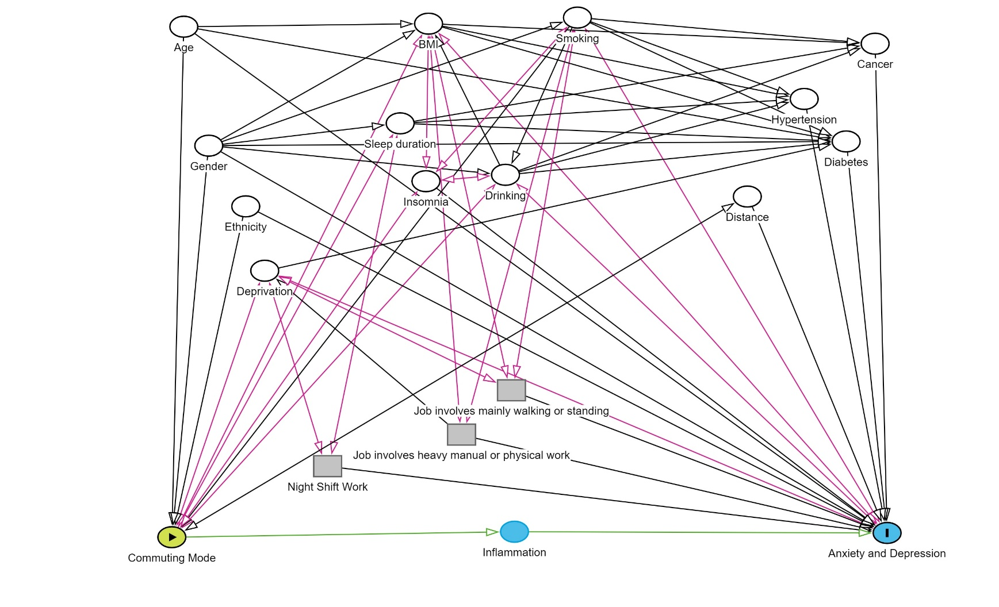 Age
BMI
Smoking
Cancer
Hypertension
Sleep duration
Diabetes
Gender
Insomnia
Drinking
Distance
Ethnicity
Deprivation
Job involves mainly walking or standing
Job involves heavy manual or physical work
Night Shift Work
Inflammation
Commuting Mode
Anxiety and Depression